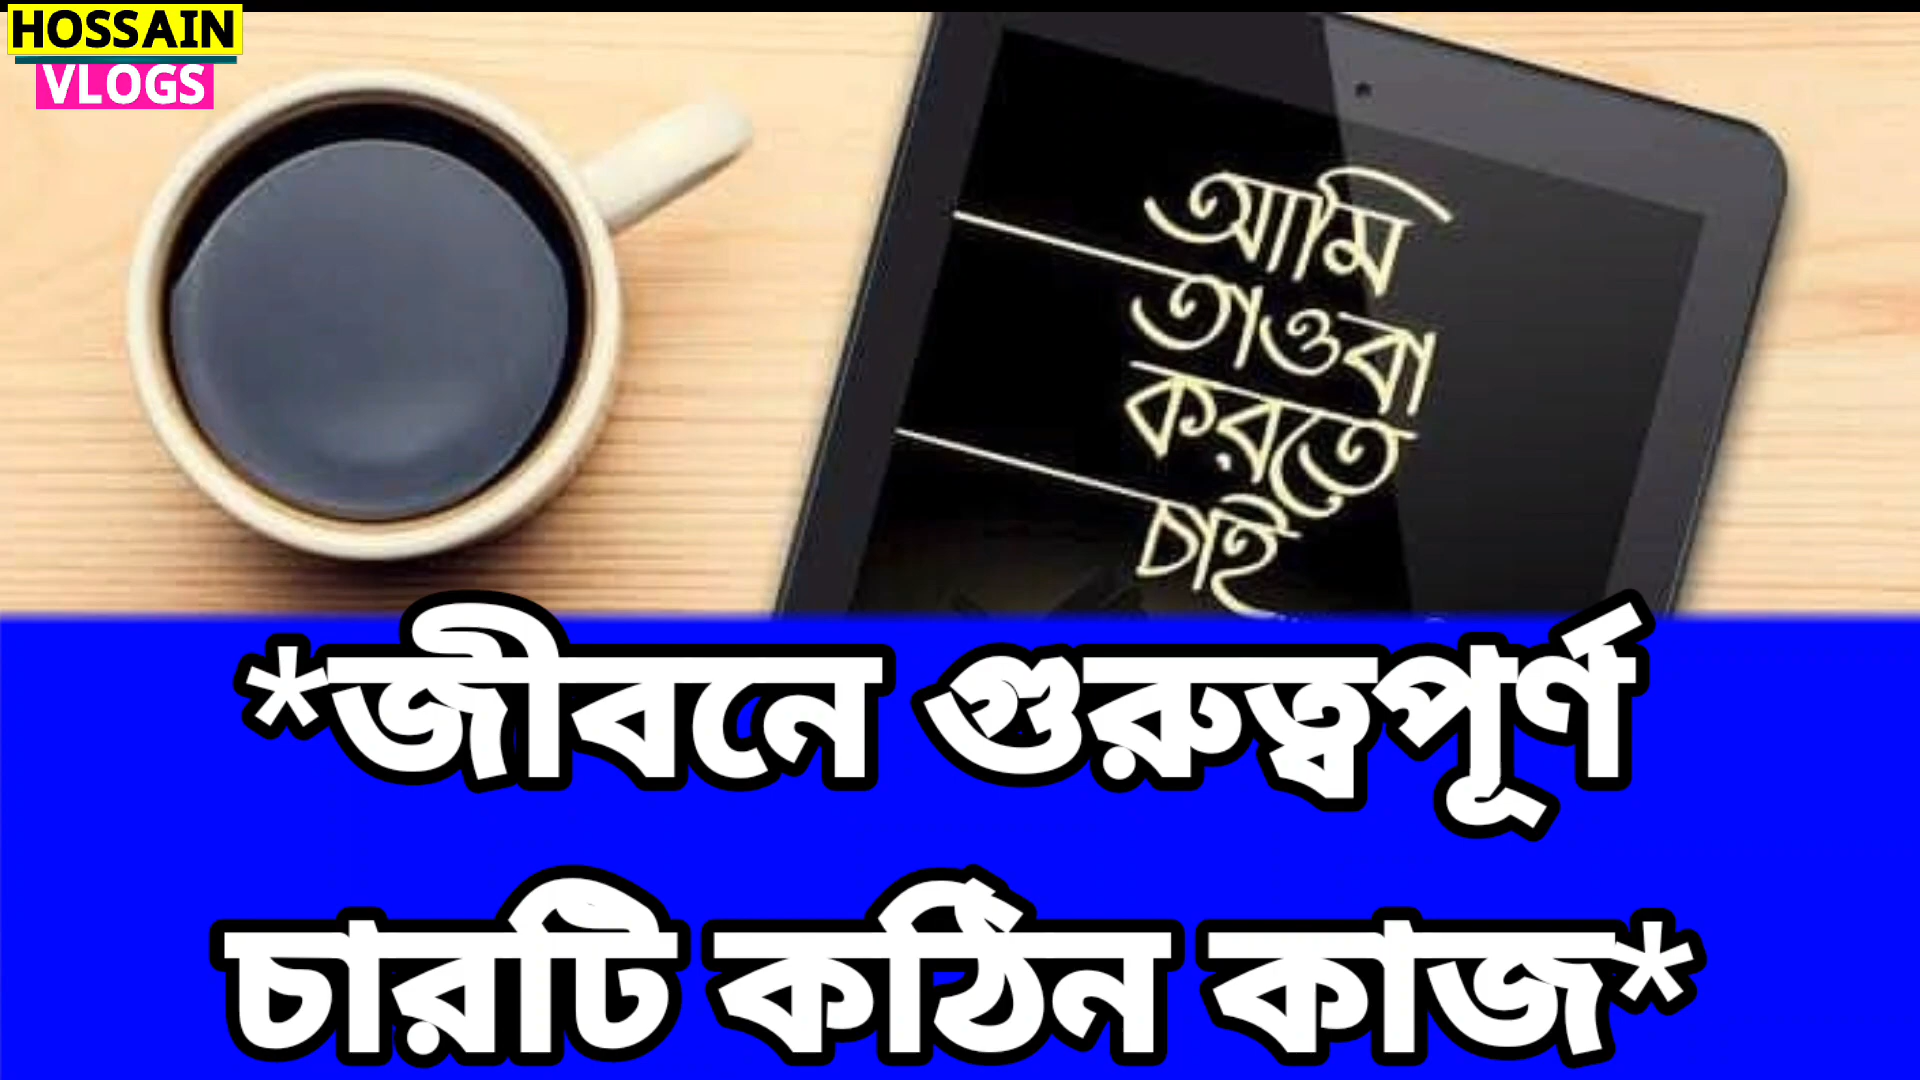 HOSSAIN
VLOGS
আমি
তাওবা
করতে
চাই
*জীবনে গুরুত্বপূর্ণ
চারটি কঠিন কাজ*